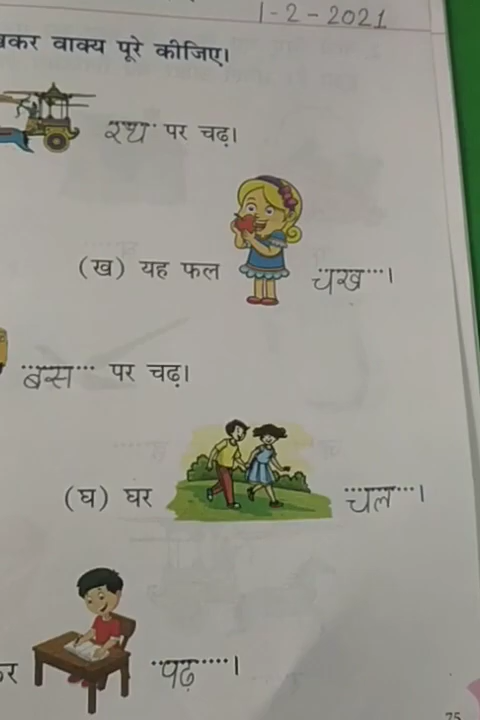 1-2-2021
कर वाक्य पूरे कीजिए।
रथ पर चढ़।
(ख) यह फल चख।
बस पर चढ़।
(घ) घर चल।
पढ़।
75